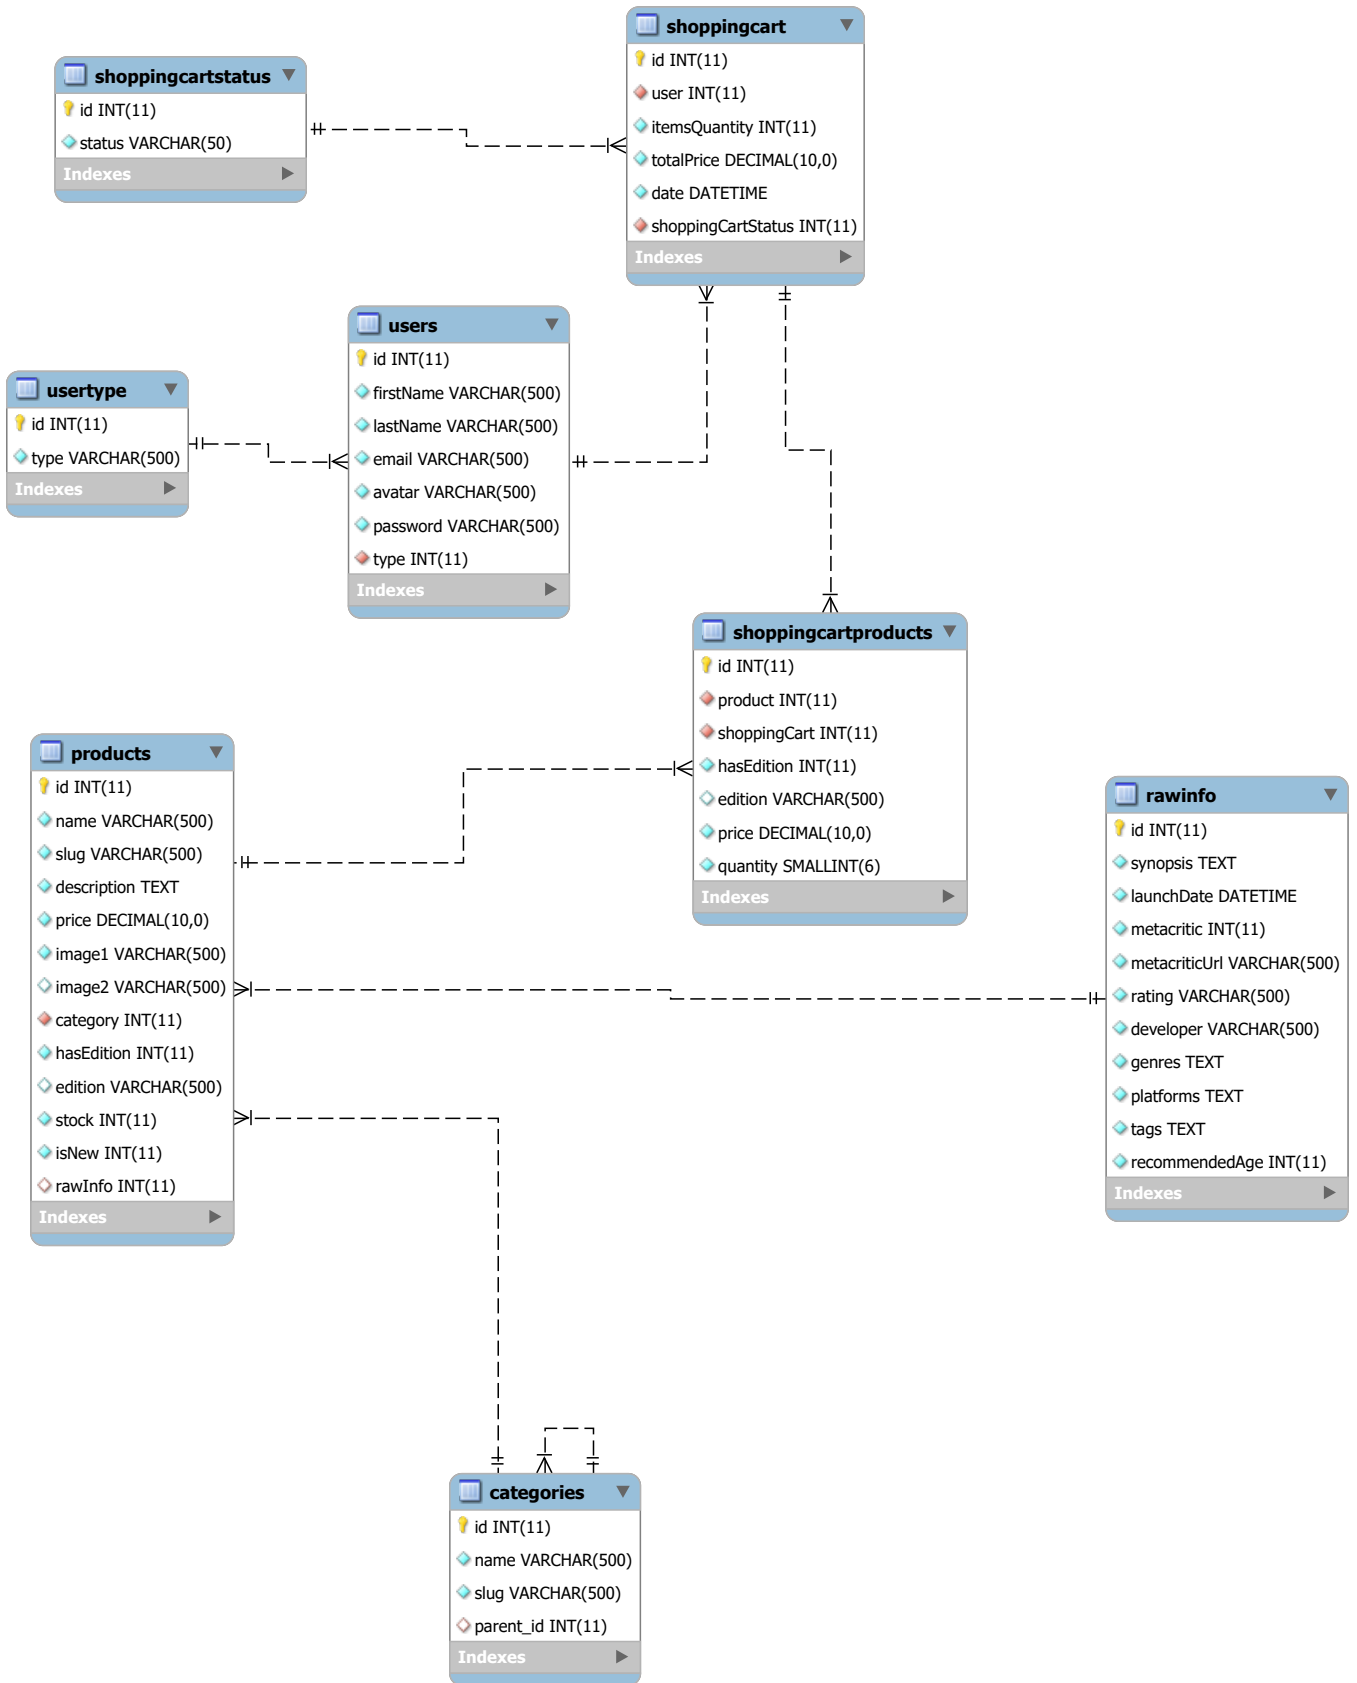 shoppingcart
id INT(11)
user INT(11)
itemsQuantity INT(11)
totalPrice DECIMAL(10,0)
date DATETIME
shoppingCartStatus INT(11)
Indexes
shoppingcartstatus
id INT(11)
status VARCHAR(50)
Indexes
users
id INT(11)
firstName VARCHAR(500)
lastName VARCHAR(500)
email VARCHAR(500)
avatar VARCHAR(500)
password VARCHAR(500)
type INT(11)
Indexes
usertype
id INT(11)
type VARCHAR(500)
Indexes
shoppingcartproducts
id INT(11)
product INT(11)
shoppingCart INT(11)
hasEdition INT(11)
edition VARCHAR(500)
price DECIMAL(10,0)
quantity SMALLINT(6)
Indexes
products
id INT(11)
name VARCHAR(500)
slug VARCHAR(500)
description TEXT
price DECIMAL(10,0)
image1 VARCHAR(500)
image2 VARCHAR(500)
category INT(11)
hasEdition INT(11)
edition VARCHAR(500)
stock INT(11)
isNew INT(11)
rawInfo INT(11)
Indexes
rawinfo
id INT(11)
synopsis TEXT
launchDate DATETIME
metacritic INT(11)
metacriticUrl VARCHAR(500)
rating VARCHAR(500)
developer VARCHAR(500)
genres TEXT
platforms TEXT
tags TEXT
recommendedAge INT(11)
Indexes
categories
id INT(11)
name VARCHAR(500)
slug VARCHAR(500)
parent_id INT(11)
Indexes